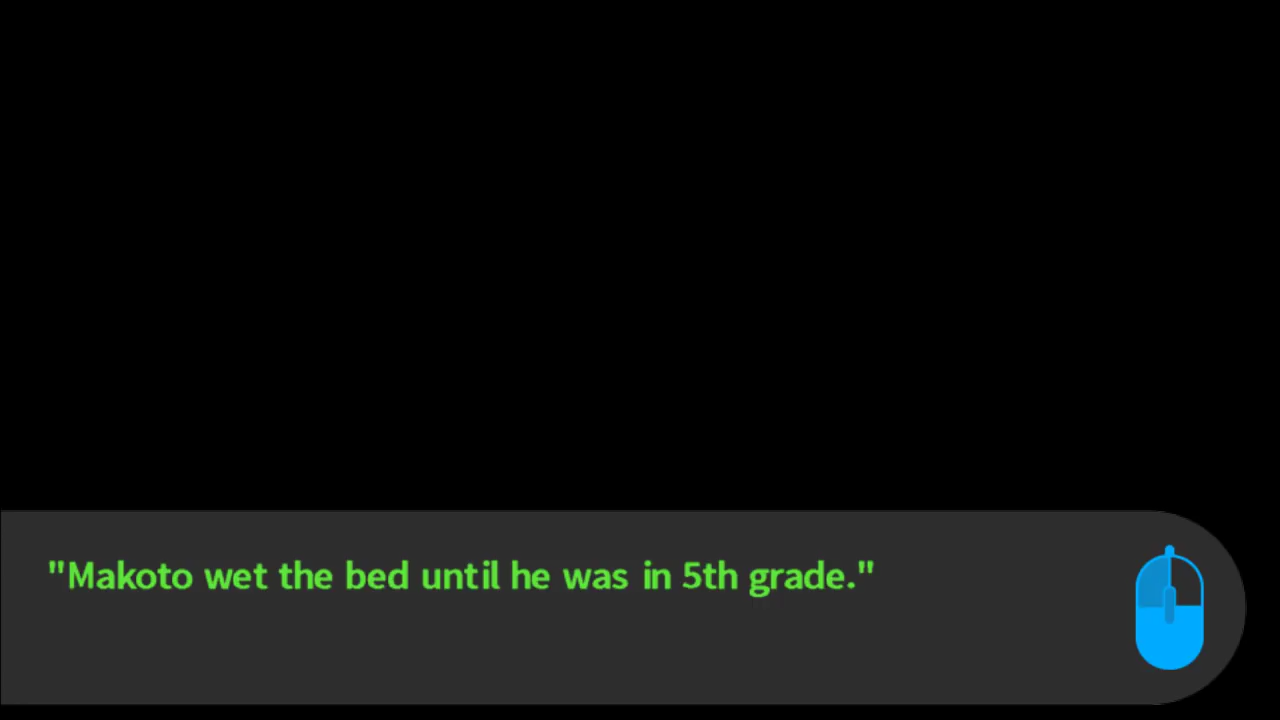 "Makoto wet the bed until he was in 5th grade."